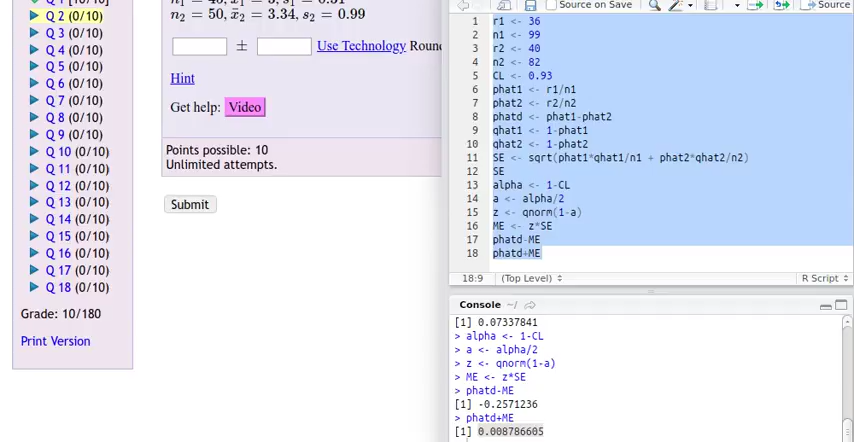 Q 2 (0/10)
Q 3 (0/10)
Q 4 (0/10)
Q 5 (0/10)
Q 6 (0/10)
Q 7 (0/10)
Q 8 (0/10)
Q 9 (0/10)
Q 10 (0/10)
Q 11 (0/10)
Q 12 (0/10)
Q 13 (0/10)
Q 14 (0/10)
Q 15 (0/10)
Q 16 (0/10)
Q 17 (0/10)
Q 18 (0/10)
Grade: 10/180
Print Version
n₂ = 50, x̄₂ = 3.34, s₂ = 0.99
± Use Technology Roun
Hint
Get help: Video
Points possible: 10
Unlimited attempts.
Submit
Source on Save Source
1 r1 <- 36
2 n1 <- 99
3 r2 <- 40
4 n2 <- 82
5 CL <- 0.93
6 phat1 <- r1/n1
7 phat2 <- r2/n2
8 phatd <- phat1-phat2
9 qhat1 <- 1-phat1
10 qhat2 <- 1-phat2
11 SE <- sqrt(phat1*qhat1/n1 + phat2*qhat2/n2)
12 SE
13 alpha <- 1-CL
14 a <- alpha/2
15 z <- qnorm(1-a)
16 ME <- z*SE
17 phatd-ME
18 phatd+ME
18:9 (Top Level) R Script
Console ~/
[1] 0.07337841
> alpha <- 1-CL
> a <- alpha/2
> z <- qnorm(1-a)
> ME <- z*SE
> phatd-ME
[1] -0.2571236
> phatd+ME
[1] 0.008786605